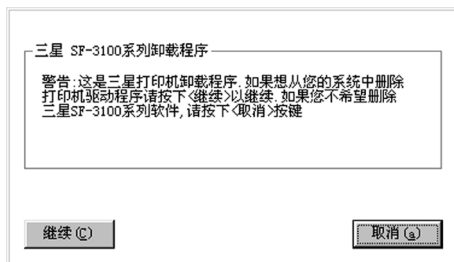 三星 SF-3100系列卸载程序
警告:这是三星打印机卸载程序.如果想从您的系统中删除
打印机驱动程序请按下<继续>以继续.如果您不希望删除
三星SF-3100系列软件,请按下<取消>按键
继续(C)
取消(a)